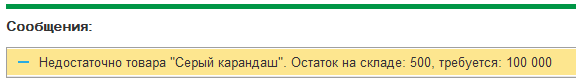 Сообщения:
Недостаточно товара "Серый карандаш". Остаток на складе: 500, требуется: 100 000